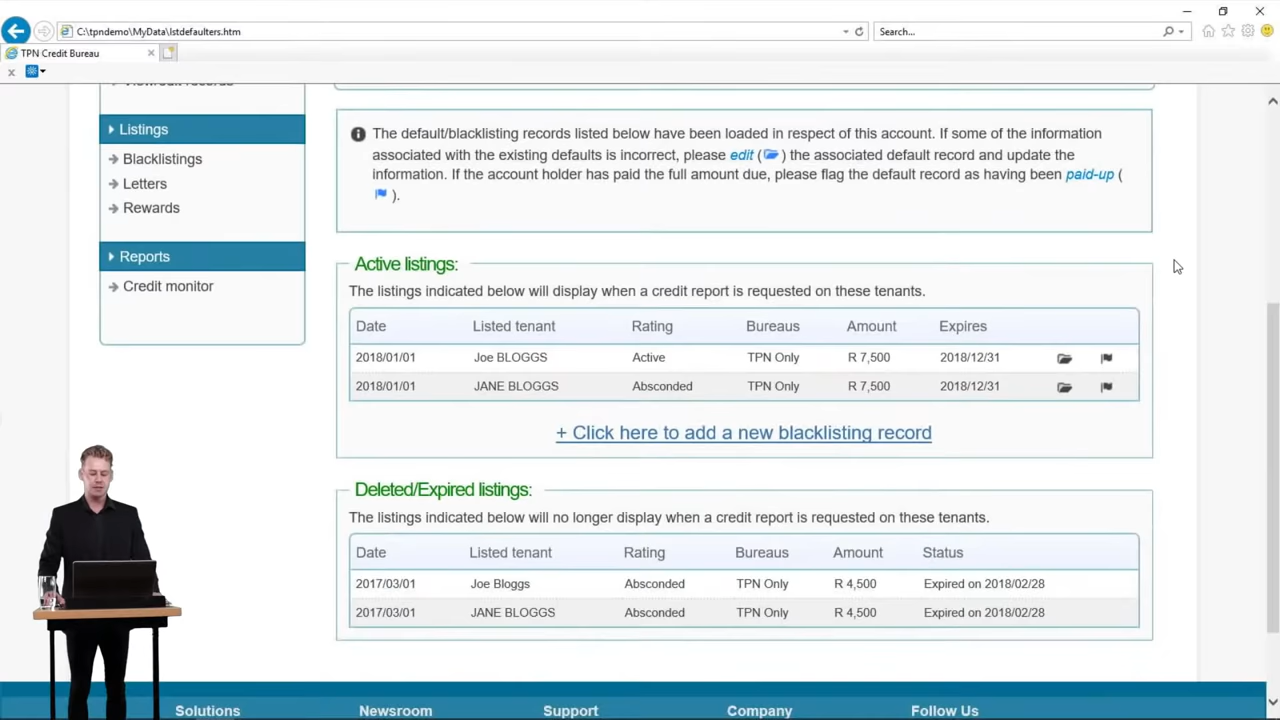 C:\tpndemo\MyData\lstdefaulters.htm
Search...
TPN Credit Bureau
Listings
Blacklistings
Letters
Rewards
Reports
Credit monitor
The default/blacklisting records listed below have been loaded in respect of this account. If some of the information
associated with the existing defaults is incorrect, please edit ( ) the associated default record and update the
information. If the account holder has paid the full amount due, please flag the default record as having been paid-up (
).
Active listings:
The listings indicated below will display when a credit report is requested on these tenants.
Date Listed tenant Rating Bureaus Amount Expires
2018/01/01 Joe BLOGGS Active TPN Only R 7,500 2018/12/31
2018/01/01 JANE BLOGGS Absconded TPN Only R 7,500 2018/12/31
+ Click here to add a new blacklisting record
Deleted/Expired listings:
The listings indicated below will no longer display when a credit report is requested on these tenants.
Date Listed tenant Rating Bureaus Amount Status
2017/03/01 Joe Bloggs Absconded TPN Only R 4,500 Expired on 2018/02/28
2017/03/01 JANE BLOGGS Absconded TPN Only R 4,500 Expired on 2018/02/28
Solutions Newsroom Support Company Follow Us